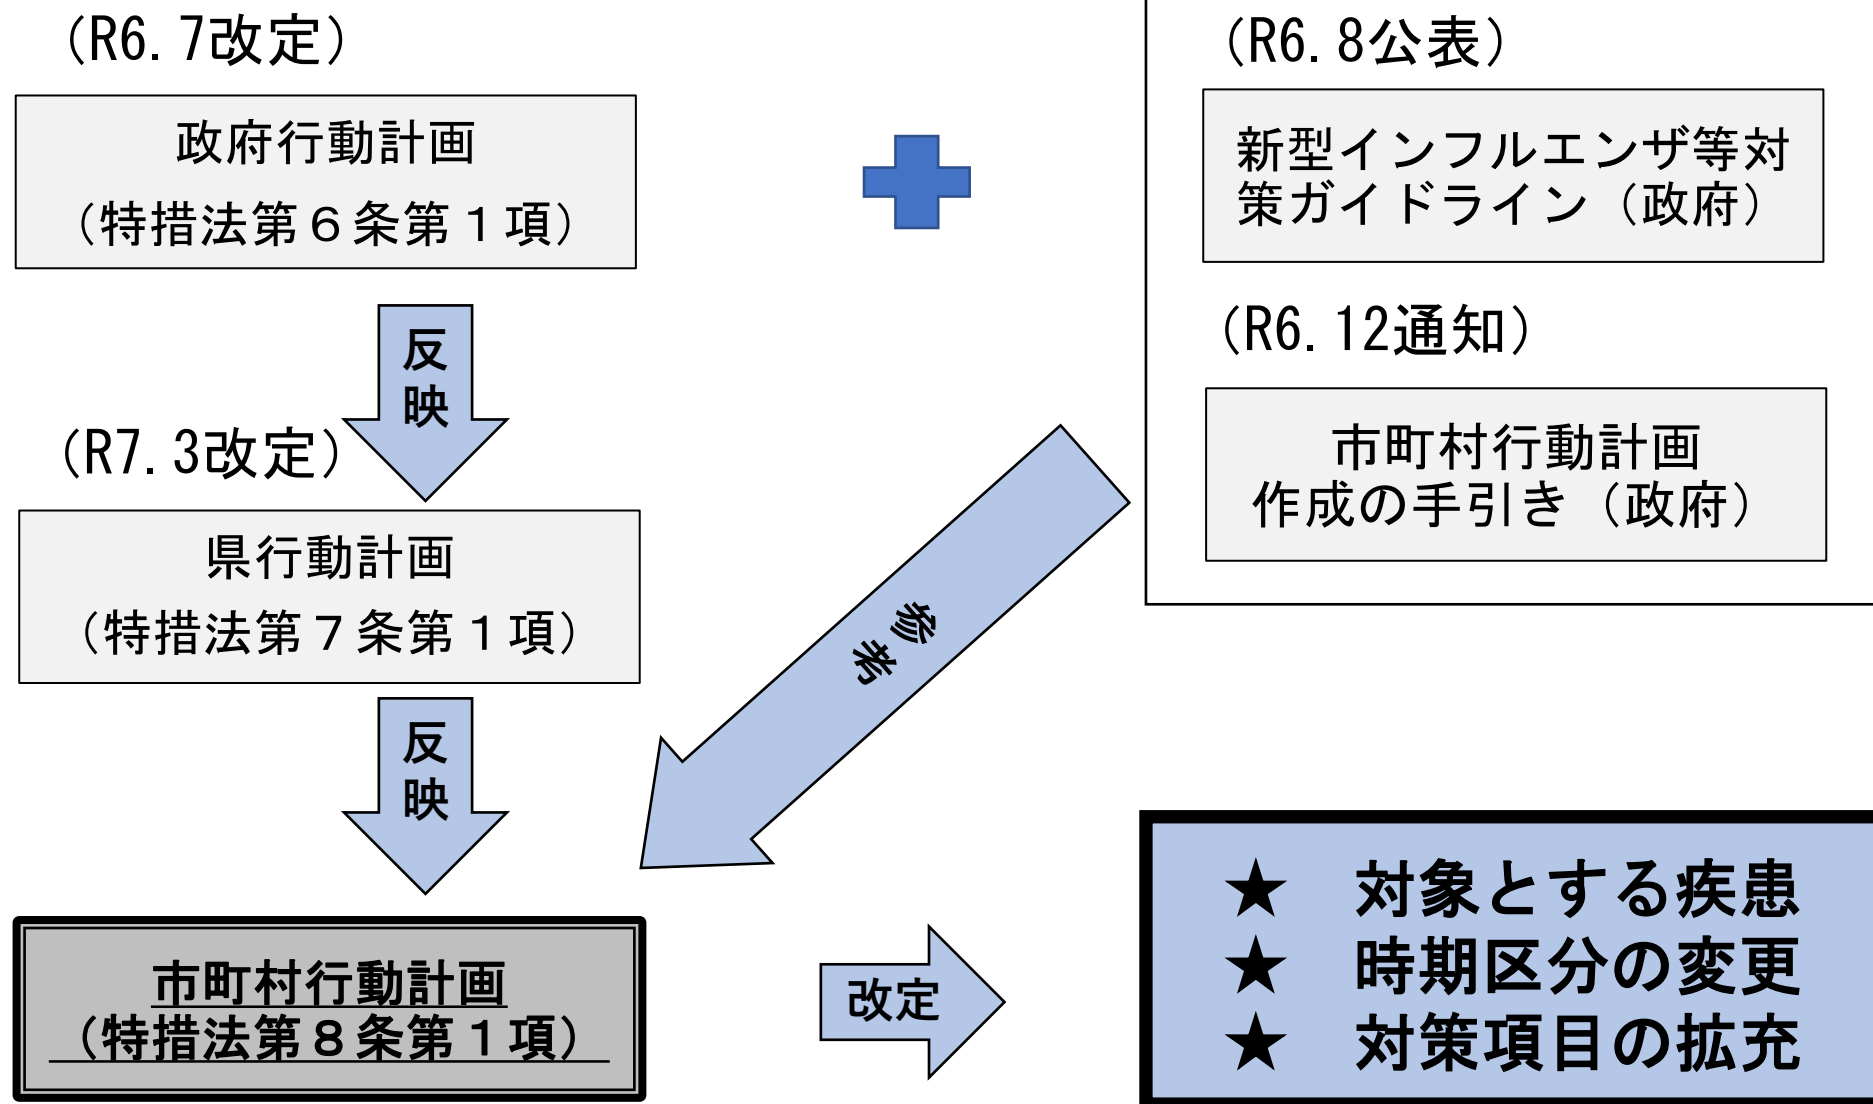 （R6.7改定）
政府行動計画
（特措法第６条第１項）
反
映
（R7.3改定）
県行動計画
（特措法第７条第１項）
反
映
市町村行動計画
（特措法第８条第１項）
（R6.8公表）
新型インフルエンザ等対
策ガイドライン（政府）
（R6.12通知）
市町村行動計画
作成の手引き（政府）
参
考
改定
★　対象とする疾患
★　時期区分の変更
★　対策項目の拡充